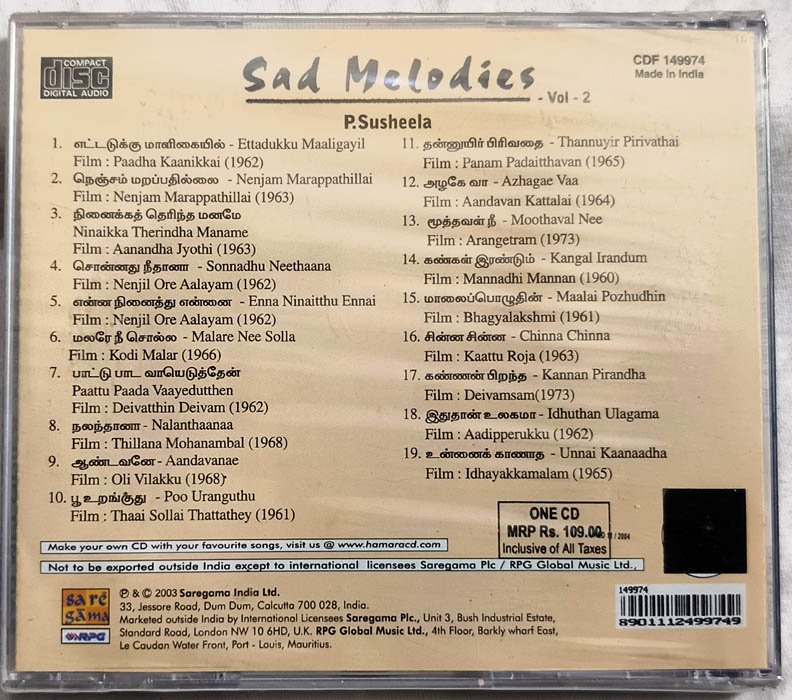 COMPACT
disc
DIGITAL AUDIO
Sad Melodies
- Vol - 2
CDF 149974
Made in India
P.Susheela
1. எட்டடுக்கு மாளிகையில் - Ettadukku Maaligayil
Film : Paadha Kaanikkai (1962)
2. நெஞ்சம் மறப்பதில்லை - Nenjam Marappathillai
Film : Nenjam Marappathillai (1963)
3. நினைக்கத் தெரிந்த மனமே
Ninaikka Therindha Maname
Film : Aanandha Jyothi (1963)
4. சொன்னது நீதானா - Sonnadhu Neethaana
Film : Nenjil Ore Aalayam (1962)
5. என்ன நினைத்து என்னை - Enna Ninaitthu Ennai
Film : Nenjil Ore Aalayam (1962)
6. மலரே நீ சொல்ல - Malare Nee Solla
Film : Kodi Malar (1966)
7. பாட்டு பாட வாயெடுத்தேன்
Paattu Paada Vaayedutthen
Film : Deivatthin Deivam (1962)
8. நலந்தானா - Nalanthaanaa
Film : Thillana Mohanambal (1968)
9. ஆண்டவனே - Aandavanae
Film : Oli Vilakku (1968)
10. பூ உறங்குது - Poo Uranguthu
Film : Thaai Sollai Thattathey (1961)
11. தன்னுயிர் பிரிவதை - Thannuyir Pirivathai
Film : Panam Padaitthavan (1965)
12. அழகே வா - Azhagae Vaa
Film : Aandavan Kattalai (1964)
13. மூத்தவள் நீ - Moothaval Nee
Film : Arangetram (1973)
14. கண்கள் இரண்டும் - Kangal Irandum
Film : Mannadhi Mannan (1960)
15. மாலைப்பொழுதின் - Maalai Pozhudhin
Film : Bhagyalakshmi (1961)
16. சின்ன சின்ன - Chinna Chinna
Film : Kaattu Roja (1963)
17. கண்ணன் பிறந்த - Kannan Pirandha
Film : Deivamsam(1973)
18. இதுதான் உலகமா - Idhuthan Ulagama
Film : Aadipperukku (1962)
19. உன்னைக் காணாத - Unnai Kaanaadha
Film : Idhayakkamalam (1965)
ONE CD
MRP Rs. 109.00
Inclusive of All Taxes
Make your own CD with your favourite songs, visit us @ www.hamaracd.com
Not to be exported outside India except to international licensees Saregama Plc / RPG Global Music Ltd.,
sa re
ga ma
RPG
℗ & © 2003 Saregama India Ltd.
33, Jessore Road, Dum Dum, Calcutta 700 028, India.
Marketed outside India by International Licensees Saregama Plc., Unit 3, Bush Industrial Estate,
Standard Road, London NW 10 6HD, U.K. RPG Global Music Ltd., 4th Floor, Barkly wharf East,
Le Caudan Water Front, Port - Louis, Mauritius.
149974
8901112499749